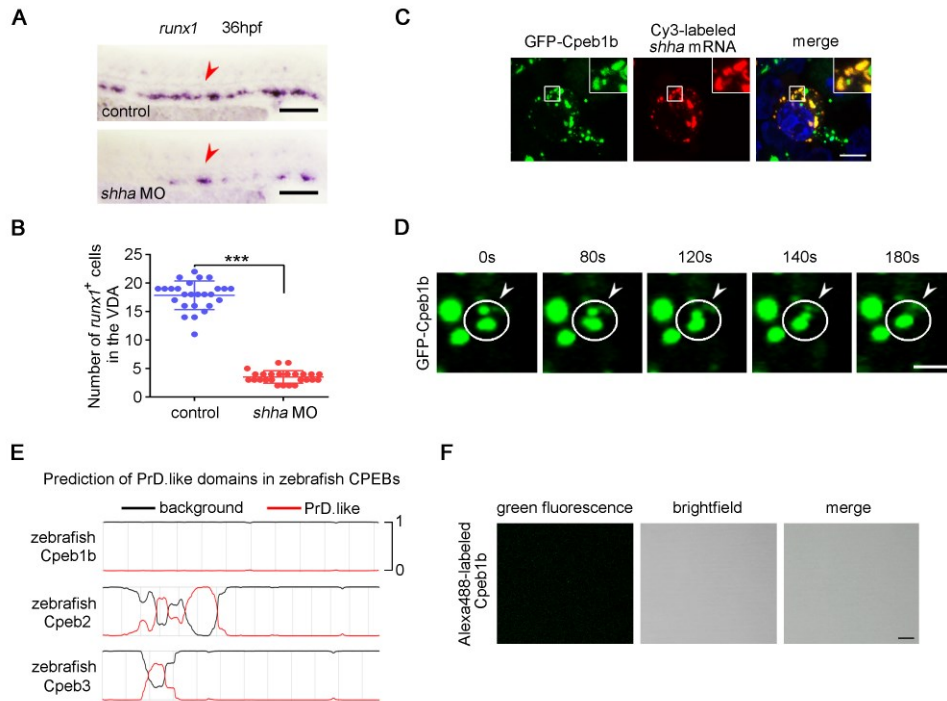 A
runx1 36hpf
control
shha MO
B
Number of runx1+ cells
in the VDA
25
20
15
10
5
0
***
control shha MO
C
GFP-Cpeb1b
Cy3-labeled
shha mRNA
merge
D
0s 80s 120s 140s 180s
GFP-Cpeb1b
E
Prediction of PrD.like domains in zebrafish CPEBs
background PrD.like
zebrafish
Cpeb1b
1
0
zebrafish
Cpeb2
zebrafish
Cpeb3
F
green fluorescence brightfield merge
Alexa488-labeled
Cpeb1b